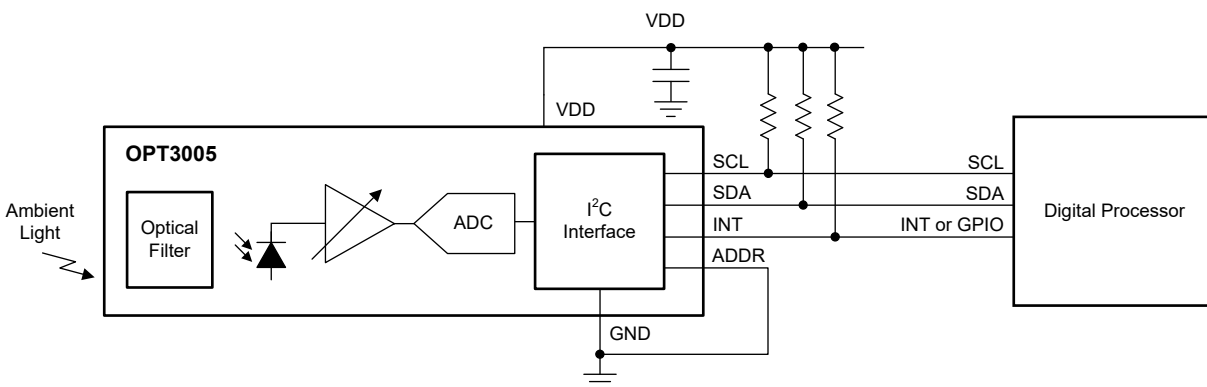 VDD
VDD
OPT3005
Ambient
Light
Optical
Filter
ADC
I²C
Interface
SCL
SDA
INT
ADDR
GND
SCL
SDA
INT or GPIO
Digital Processor